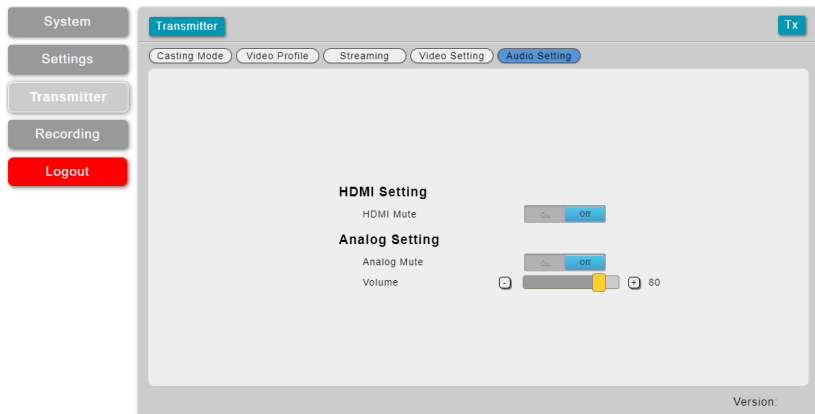 System
Settings
Transmitter
Recording
Logout
Transmitter
Tx
Casting Mode
Video Profile
Streaming
Video Setting
Audio Setting
HDMI Setting
HDMI Mute
On
Off
Analog Setting
Analog Mute
On
Off
Volume
-
+
80
Version: